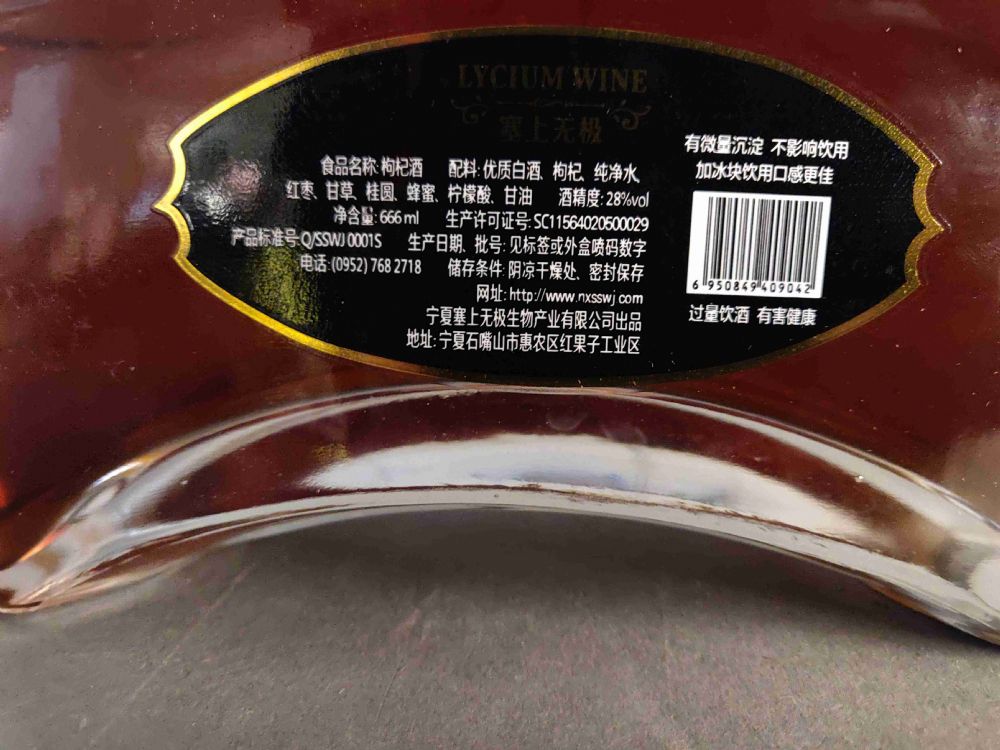 LYCIUM WINE
塞上无极
食品名称:枸杞酒 配料:优质白酒、枸杞、纯净水、
红枣、甘草、桂圆、蜂蜜、柠檬酸、甘油 酒精度:28%vol
净含量:666ml 生产许可证号:SC11564020500029
产品标准号:Q/SSWJ 0001S 生产日期、批号:见标签或外盒喷码数字
电话:(0952) 768 2718 储存条件:阴凉干燥处、密封保存
网址:http://www.nxsswj.com
宁夏塞上无极生物产业有限公司出品
地址:宁夏石嘴山市惠农区红果子工业区
有微量沉淀 不影响饮用
加冰块饮用口感更佳
6 950849 409042
过量饮酒 有害健康